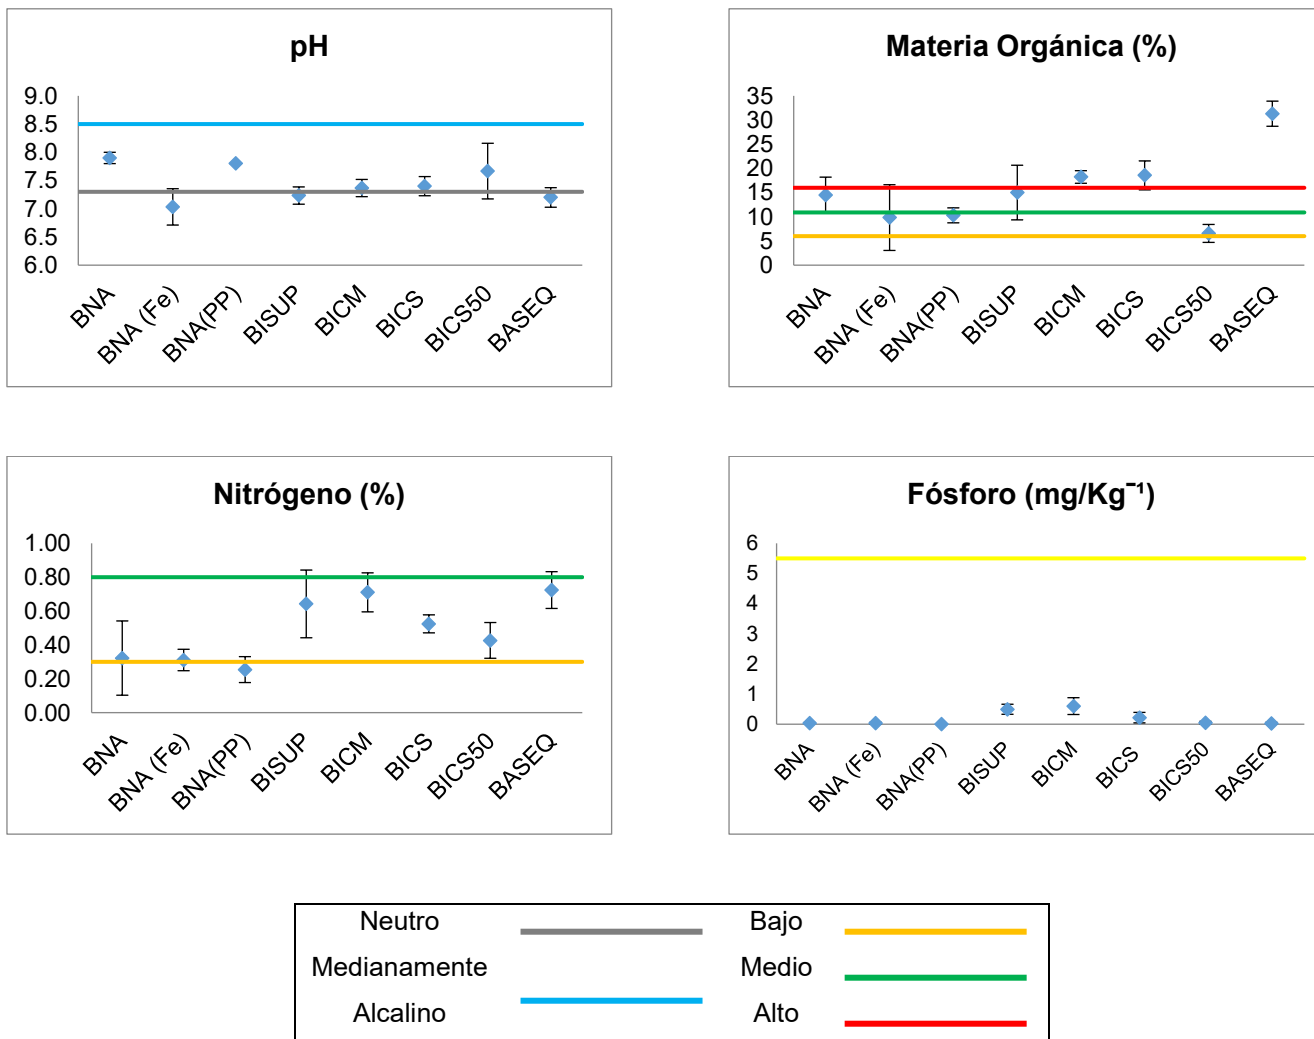 pH
9.0
8.5
8.0
7.5
7.0
6.5
6.0
BNA
BNA (Fe)
BNA(PP)
BISUP
BICM
BICS
BICS50
BASEQ
Materia Orgánica (%)
35
30
25
20
15
10
5
0
BNA
BNA (Fe)
BNA(PP)
BISUP
BICM
BICS
BICS50
BASEQ
Nitrógeno (%)
1.00
0.80
0.60
0.40
0.20
0.00
BNA
BNA (Fe)
BNA(PP)
BISUP
BICM
BICS
BICS50
BASEQ
Fósforo (mg/Kg⁻¹)
6
5
4
3
2
1
0
BNA
BNA (Fe)
BNA(PP)
BISUP
BICM
BICS
BICS50
BASEQ
Neutro
Medianamente
Alcalino
Bajo
Medio
Alto